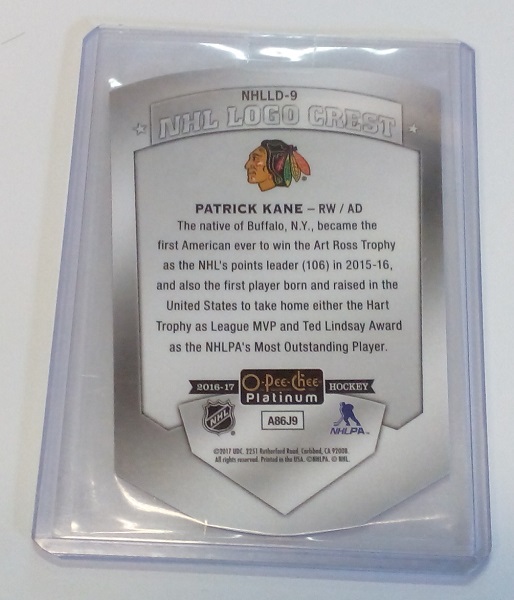 NHLLD-9
NHL LOGO CREST
PATRICK KANE – RW / AD
The native of Buffalo, N.Y., became the
first American ever to win the Art Ross Trophy
as the NHL's points leader (106) in 2015-16,
and also the first player born and raised in the
United States to take home either the Hart
Trophy as League MVP and Ted Lindsay Award
as the NHLPA's Most Outstanding Player.
2016-17 O-Pee-Chee HOCKEY
Platinum
NHL A86J9 NHLPA
©2017 UDC. 2251 Rutherford Road, Carlsbad, CA 92008.
All rights reserved. Printed in the USA. ©NHLPA. © NHL.